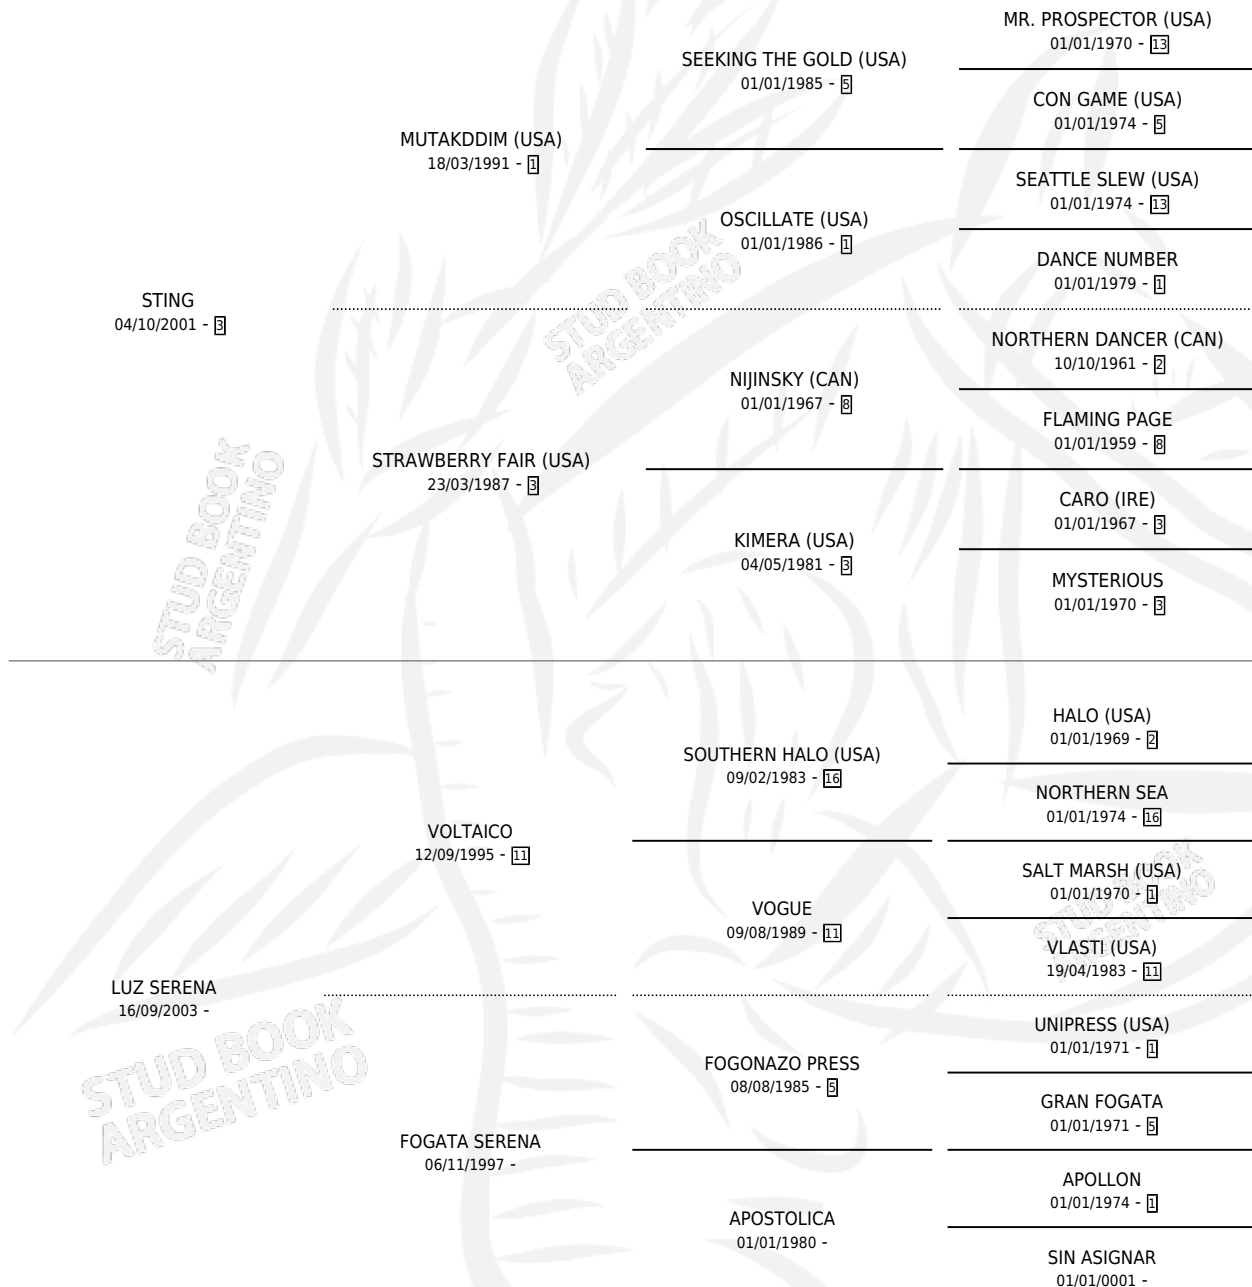 MR. PROSPECTOR (USA)
01/01/1970 - 13
SEEKING THE GOLD (USA)
01/01/1985 - 5
CON GAME (USA)
01/01/1974 - 5
MUTAKDDIM (USA)
18/03/1991 - 1
SEATTLE SLEW (USA)
01/01/1974 - 13
OSCILLATE (USA)
01/01/1986 - 1
DANCE NUMBER
01/01/1979 - 1
STING
04/10/2001 - 3
NORTHERN DANCER (CAN)
10/10/1961 - 2
NIJINSKY (CAN)
01/01/1967 - 8
FLAMING PAGE
01/01/1959 - 8
STRAWBERRY FAIR (USA)
23/03/1987 - 3
CARO (IRE)
01/01/1967 - 3
KIMERA (USA)
04/05/1981 - 3
MYSTERIOUS
01/01/1970 - 3
HALO (USA)
01/01/1969 - 2
SOUTHERN HALO (USA)
09/02/1983 - 16
NORTHERN SEA
01/01/1974 - 16
VOLTAICO
12/09/1995 - 11
SALT MARSH (USA)
01/01/1970 - 1
VOGUE
09/08/1989 - 11
VLASTI (USA)
19/04/1983 - 11
LUZ SERENA
16/09/2003 -
UNIPRESS (USA)
01/01/1971 - 1
FOGONAZO PRESS
08/08/1985 - 5
GRAN FOGATA
01/01/1971 - 5
FOGATA SERENA
06/11/1997 -
APOLLON
01/01/1974 - 1
APOSTOLICA
01/01/1980 -
SIN ASIGNAR
01/01/0001 -
STUD BOOK
ARGENTINO
STUD BOOK
ARGENTINO
STUD BOOK
ARGENTINO
STUD BOOK
ARGENTINO